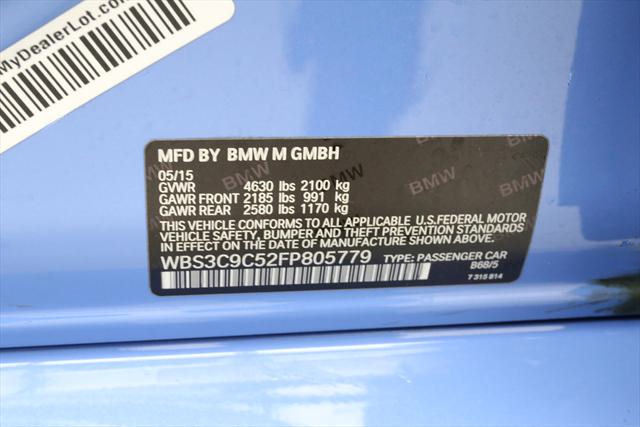 MyDealerLot.com
MFD BY BMW M GMBH
05/15
GVWR 4630 lbs 2100 kg
GAWR FRONT 2185 lbs 991 kg
GAWR REAR 2580 lbs 1170 kg
THIS VEHICLE CONFORMS TO ALL APPLICABLE U.S. FEDERAL MOTOR
VEHICLE SAFETY, BUMPER AND THEFT PREVENTION STANDARDS
IN EFFECT ON THE DATE OF MANUFACTURE SHOWN ABOVE.
WBS3C9C52FP805779 TYPE: PASSENGER CAR
B68/5
7 315 814
BMW
BMW